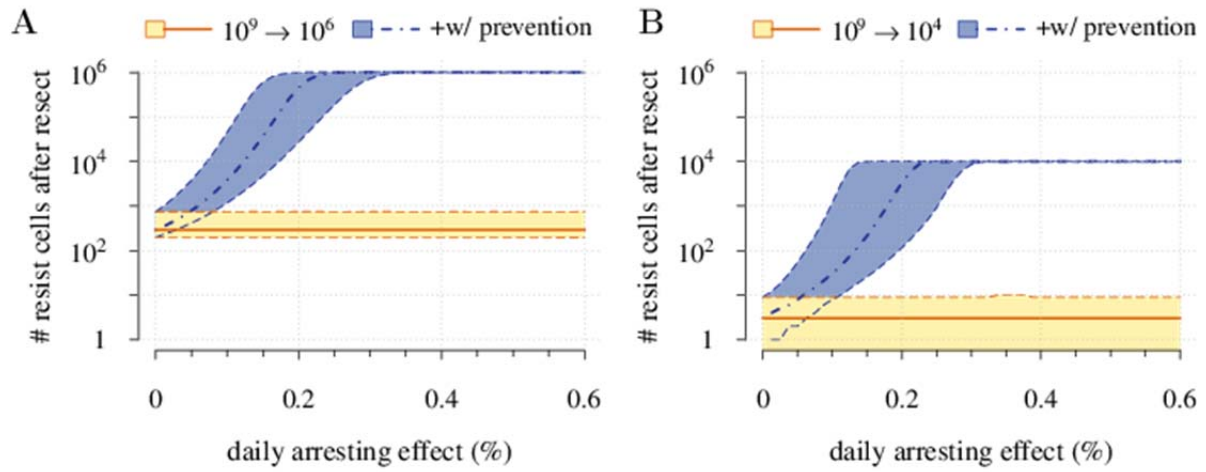 A
10⁹ → 10⁶ +w/ prevention
# resist cells after resect
10⁶
10⁴
10²
1
0 0.2 0.4 0.6
daily arresting effect (%)
B
10⁹ → 10⁴ +w/ prevention
# resist cells after resect
10⁶
10⁴
10²
1
0 0.2 0.4 0.6
daily arresting effect (%)